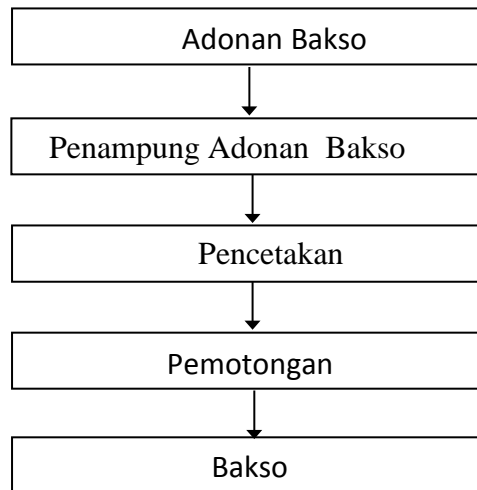 Adonan Bakso
Penampung Adonan Bakso
Pencetakan
Pemotongan
Bakso